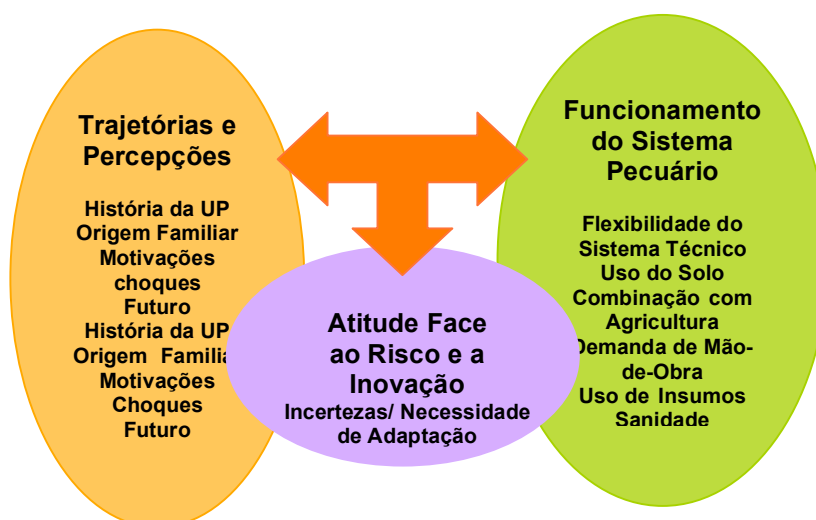 Trajetórias e
Percepções
História da UP
Origem Familiar
Motivações
choques
Futuro
História da UP
Origem Familia
Motivações
Choques
Futuro
Atitude Face
ao Risco e a
Inovação
Incertezas/ Necessidade
de Adaptação
Funcionamento
do Sistema
Pecuário
Flexibilidade do
Sistema Técnico
Uso do Solo
Combinação com
Agricultura
Demanda de Mão-
de-Obra
Uso de Insumos
Sanidade